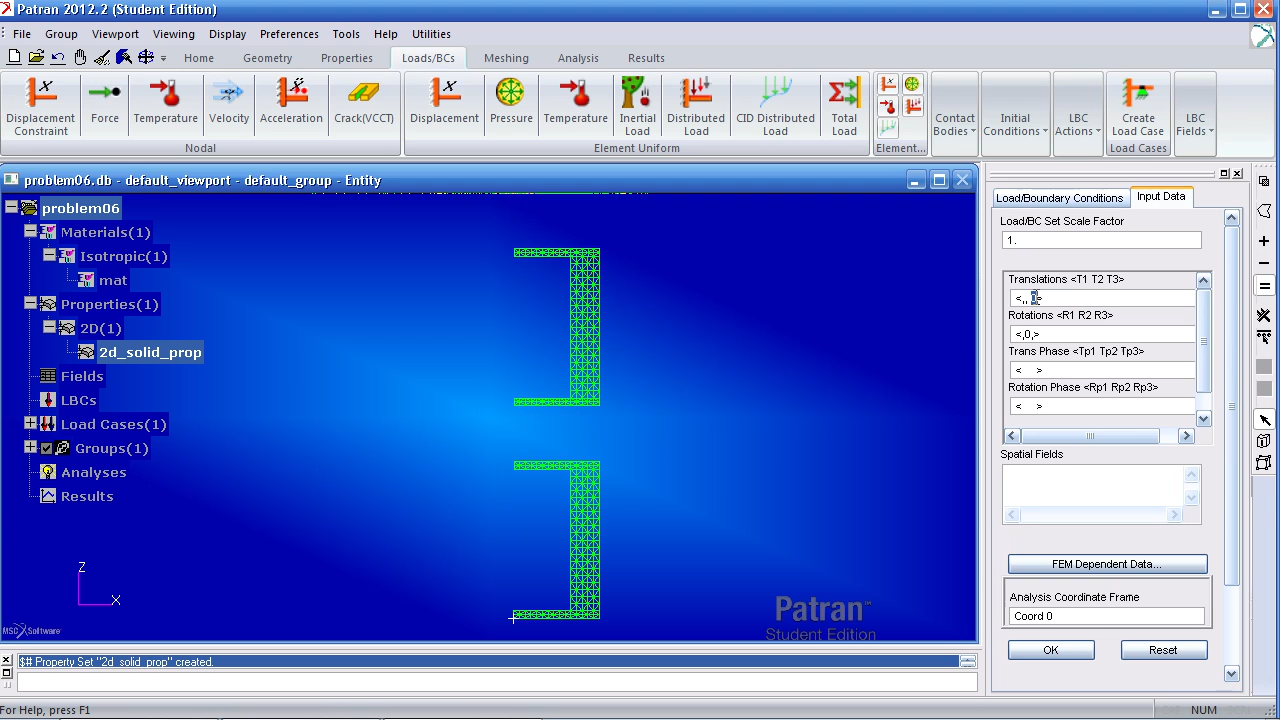 Patran 2012.2 (Student Edition)
File Group Viewport Viewing Display Preferences Tools Help Utilities
Home Geometry Properties Loads/BCs Meshing Analysis Results
Displacement Constraint
Force
Temperature
Velocity
Acceleration
Crack(VCCT)
Nodal
Displacement
Pressure
Temperature
Inertial Load
Distributed Load
CID Distributed Load
Total Load
Element Uniform
Element...
Contact Bodies
Initial Conditions
LBC Actions
Create Load Case
Load Cases
LBC Fields
problem06.db - default_viewport - default_group - Entity
problem06
Materials(1)
Isotropic(1)
mat
Properties(1)
2D(1)
2d_solid_prop
Fields
LBCs
Load Cases(1)
Groups(1)
Analyses
Results
Z
X
MSC Software
Patran™
Student Edition
Load/Boundary Conditions Input Data
Load/BC Set Scale Factor
1.
Translations <T1 T2 T3>
<,, 0>
Rotations <R1 R2 R3>
<,0,>
Trans Phase <Tp1 Tp2 Tp3>
< >
Rotation Phase <Rp1 Rp2 Rp3>
< >
Spatial Fields
FEM Dependent Data...
Analysis Coordinate Frame
Coord 0
OK Reset
$# Property Set "2d_solid_prop" created.
For Help, press F1
NUM